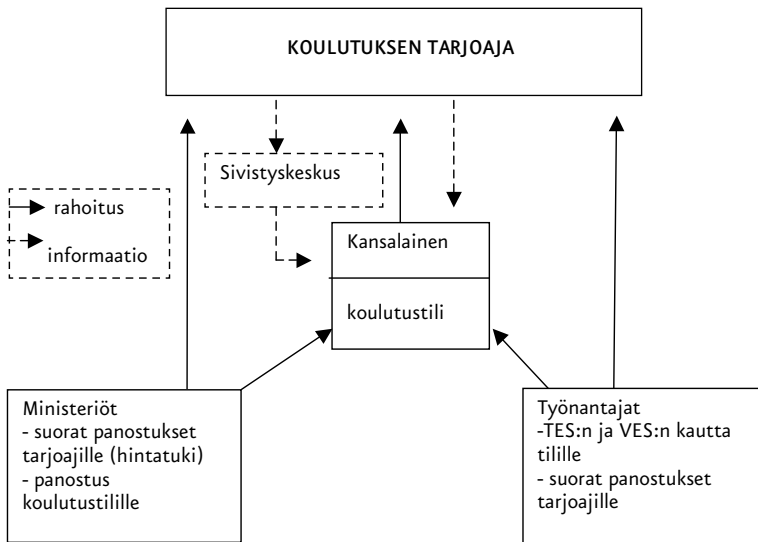 KOULUTUKSEN TARJOAJA
Sivistyskeskus
rahoitus
informaatio
Kansalainen
koulutustili
Ministeriöt
- suorat panostukset
tarjoajille (hintatuki)
- panostus
koulutustilille
Työnantajat
-TES:n ja VES:n kautta
tilille
- suorat panostukset
tarjoajille